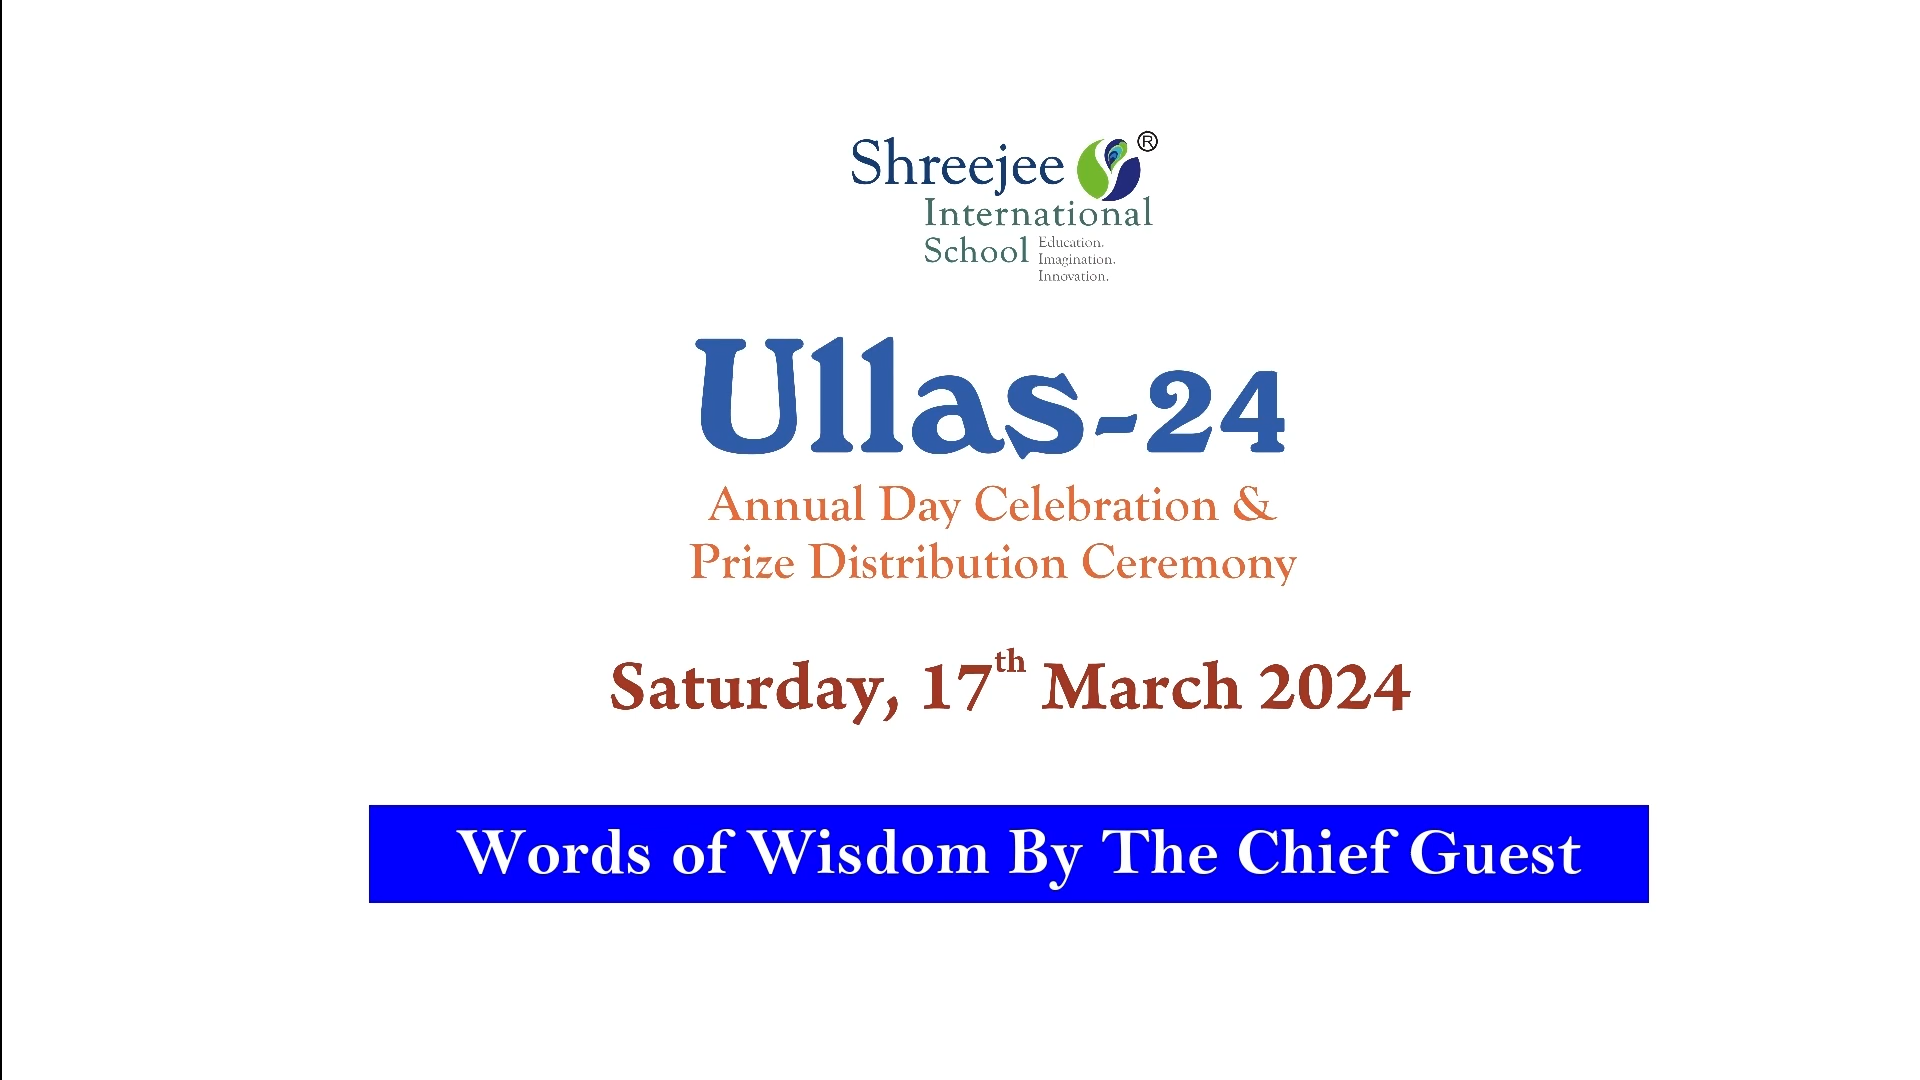 Shreejee ®
International
School
Education.
Imagination.
Innovation.
Ullas-24
Annual Day Celebration &
Prize Distribution Ceremony
Saturday, 17th March 2024
Words of Wisdom By The Chief Guest